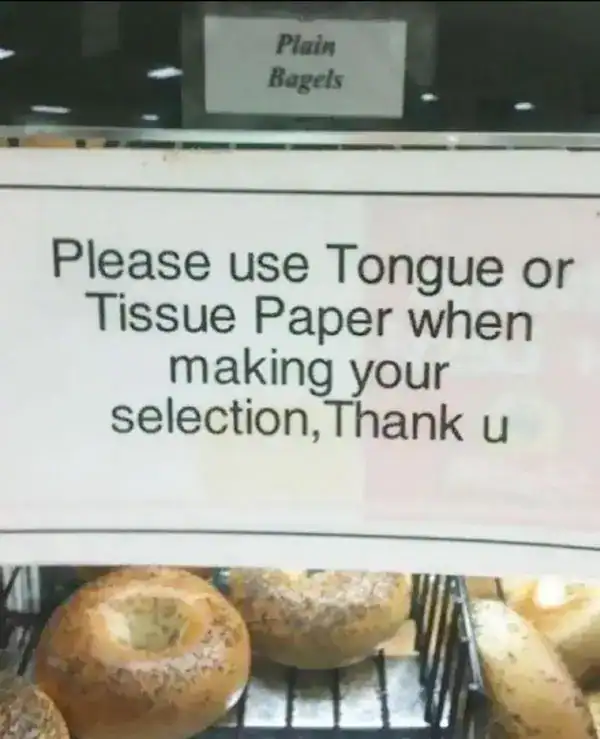 Plain
Bagels
Please use Tongue or
Tissue Paper when
making your
selection,Thank u